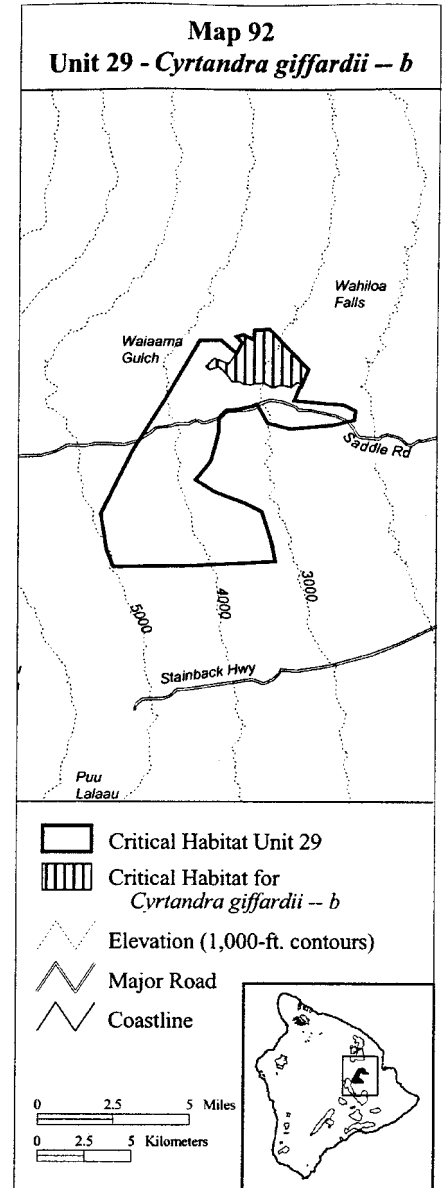 Map 92
Unit 29 - Cyrtandra giffardii -- b
Wahiloa
Falls
Waiaama
Gulch
Saddle Rd
5000
4000
3000
Stainback Hwy
Puu
Lalaau
Critical Habitat Unit 29
Critical Habitat for
Cyrtandra giffardii -- b
Elevation (1,000-ft. contours)
Major Road
Coastline
0 2.5 5 Miles
0 2.5 5 Kilometers